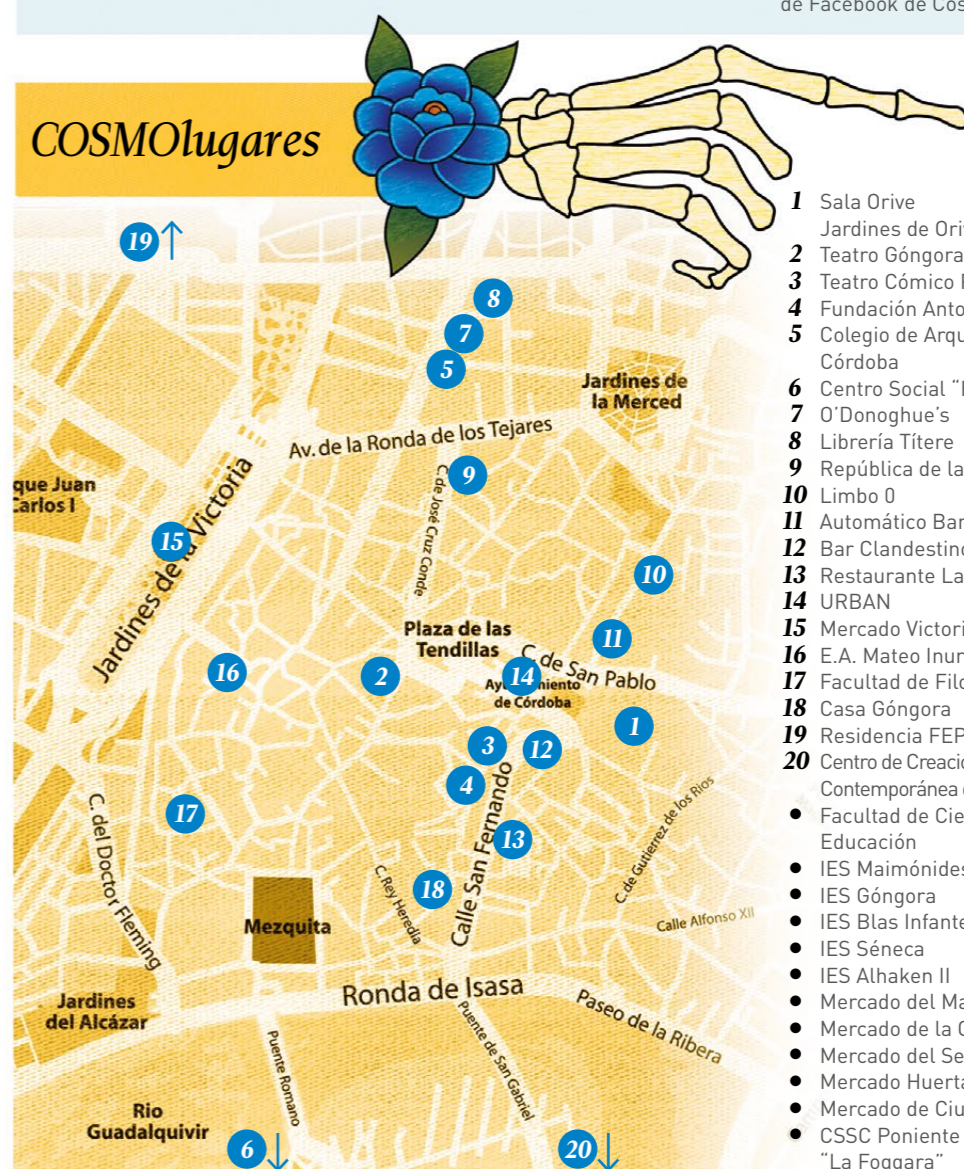 de Facebook de Cos
COSMOlugares
19
8
7
5
Jardines de
la Merced
Av. de la Ronda de los Tejares
que Juan
Carlos I
9
C. de José Cruz Conde
15
Jardines de la Victoria
10
11
Plaza de las
Tendillas
C. de San Pablo
16
2
14
Ayuntamiento
de Córdoba
1
3
12
4
C. de Gutierrez de los Rios
17
13
Calle San Fernando
C. del Doctor Fleming
C. Rey Heredia
18
Mezquita
Calle Alfonso XII
Ronda de Isasa
Jardines
del Alcázar
Paseo de la Ribera
Puente Romano
Puente de San Gabriel
Rio
Guadalquivir
6
20
1 Sala Orive
Jardines de Ori
2 Teatro Góngora
3 Teatro Cómico
4 Fundación Anto
5 Colegio de Arqu
Córdoba
6 Centro Social “
7 O’Donoghue’s
8 Librería Títere
9 República de la
10 Limbo 0
11 Automático Bar
12 Bar Clandestino
13 Restaurante La
14 URBAN
15 Mercado Victori
16 E.A. Mateo Inur
17 Facultad de Filo
18 Casa Góngora
19 Residencia FEP
20 Centro de Creació
Contemporánea
• Facultad de Cie
Educación
• IES Maimónides
• IES Góngora
• IES Blas Infante
• IES Séneca
• IES Alhaken II
• Mercado del Ma
• Mercado de la
• Mercado del Se
• Mercado Huerta
• Mercado de Ciu
• CSSC Poniente
“La Foggara”